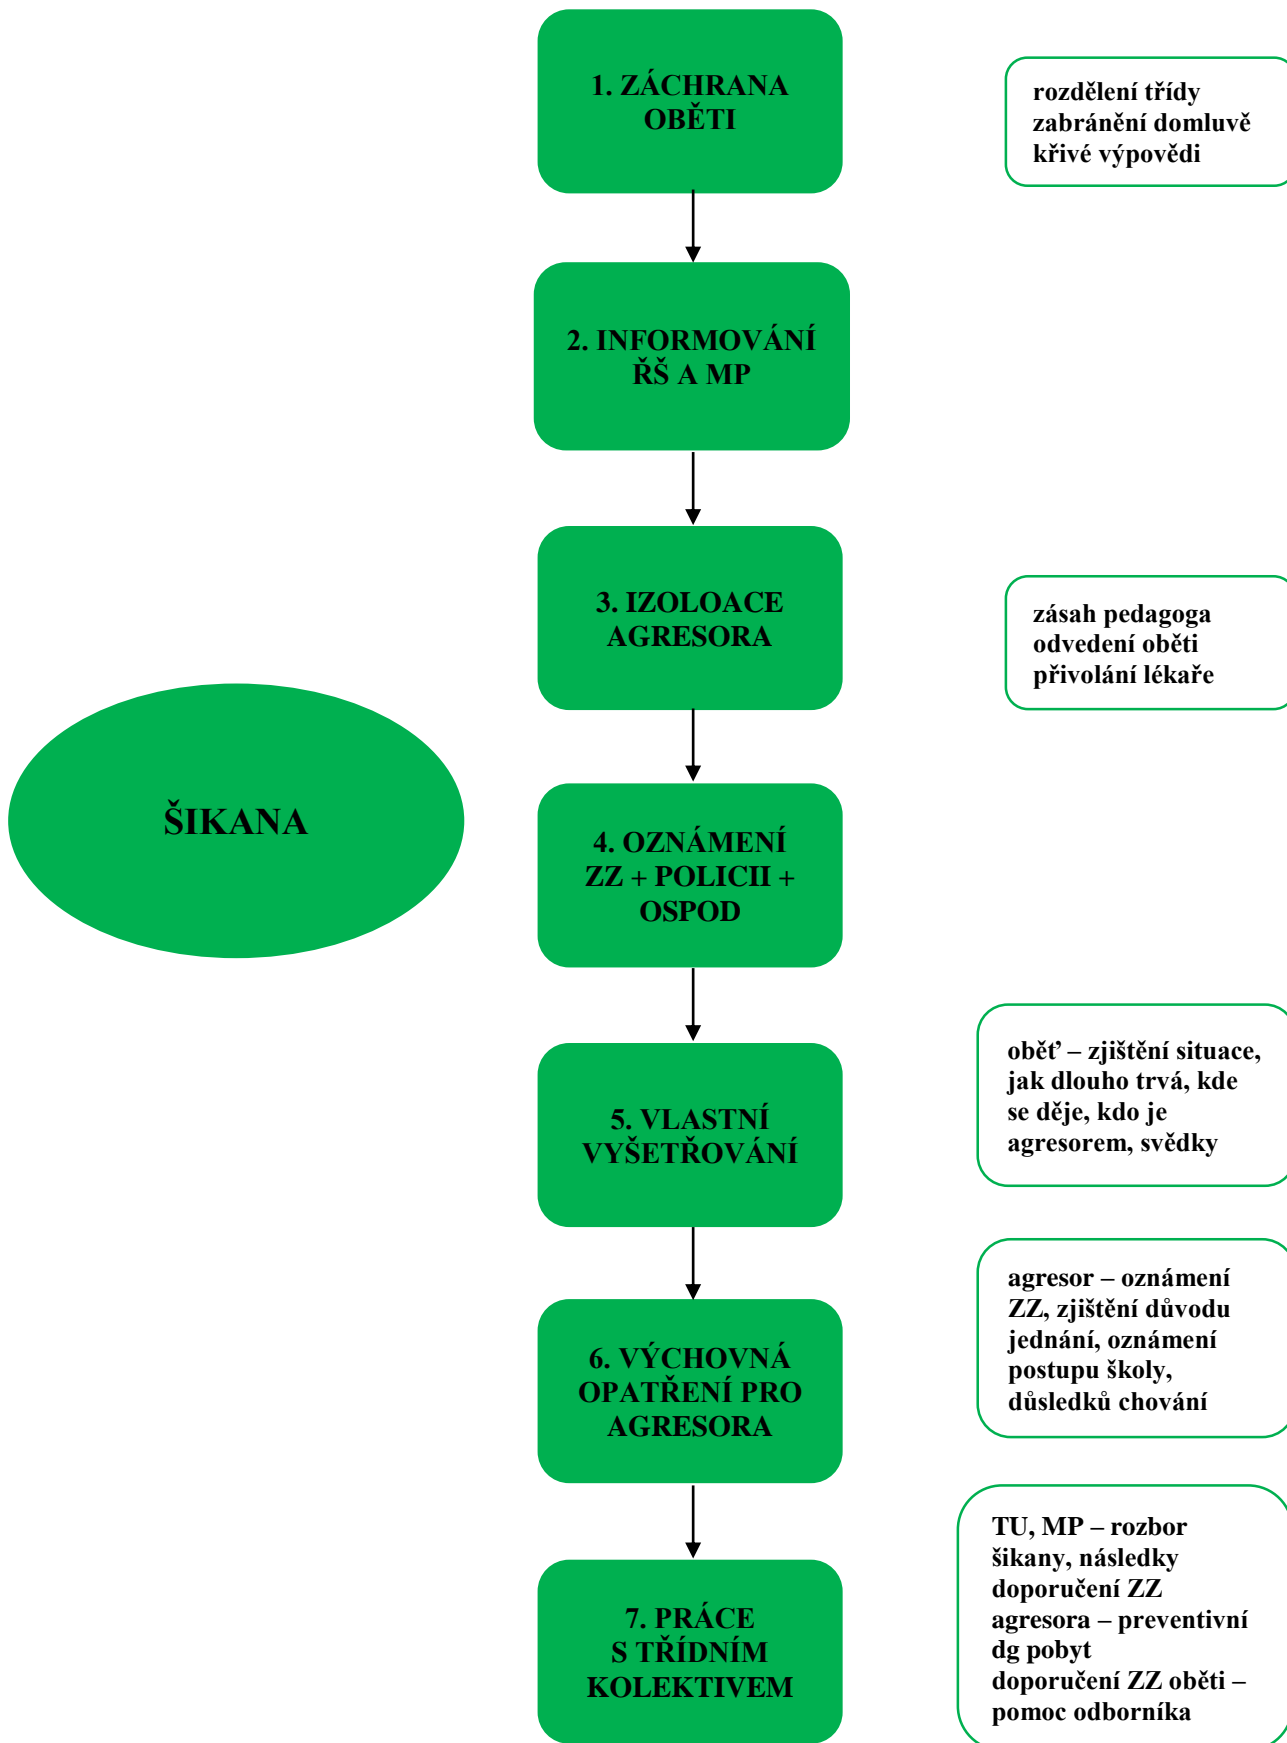 1. ZÁCHRANA
OBĚTI
rozdělení třídy
zabránění domluvě
křivé výpovědi
2. INFORMOVÁNÍ
ŘŠ A MP
3. IZOLOACE
AGRESORA
zásah pedagoga
odvedení oběti
přivolání lékaře
ŠIKANA
4. OZNÁMENÍ
ZZ + POLICII +
OSPOD
oběť – zjištění situace,
jak dlouho trvá, kde
se děje, kdo je
agresorem, svědky
5. VLASTNÍ
VYŠETŘOVÁNÍ
agresor – oznámení
ZZ, zjištění důvodu
jednání, oznámení
postupu školy,
důsledků chování
6. VÝCHOVNÁ
OPATŘENÍ PRO
AGRESORA
TU, MP – rozbor
šikany, následky
doporučení ZZ
agresora – preventivní
dg pobyt
doporučení ZZ oběti –
pomoc odborníka
7. PRÁCE
S TŘÍDNÍM
KOLEKTIVEM